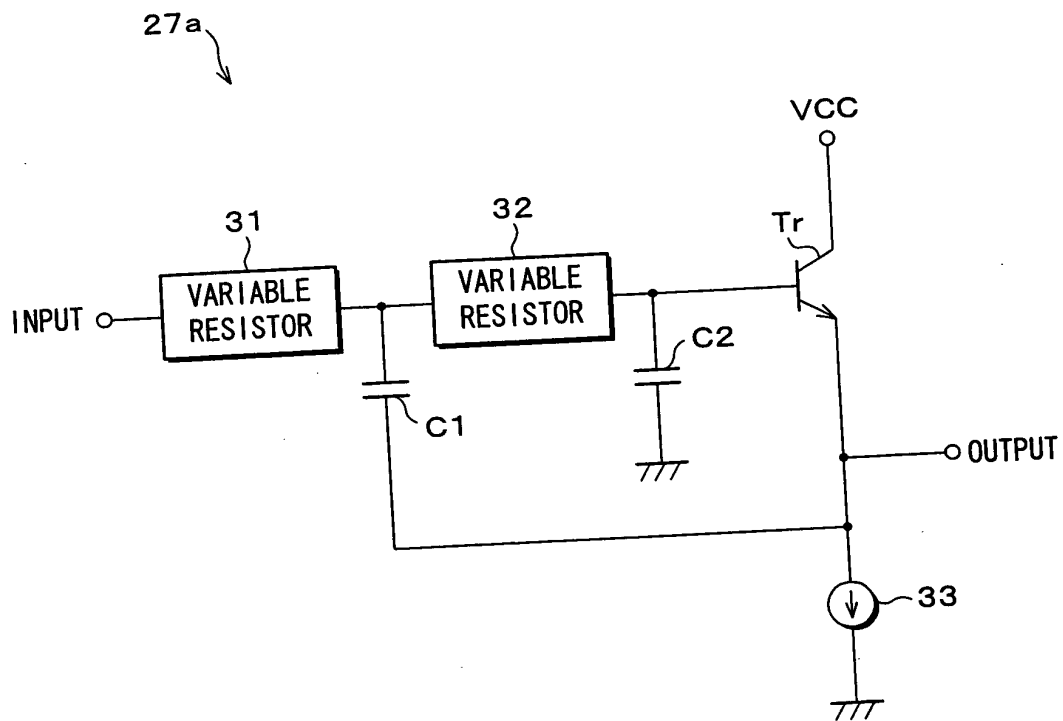 27a
VCC
31
32
Tr
VARIABLE
RESISTOR
VARIABLE
RESISTOR
INPUT
C2
C1
OUTPUT
33